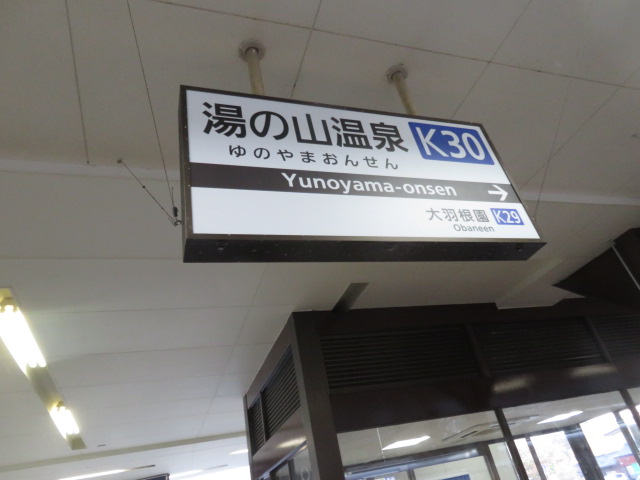 湯の山温泉 K30
ゆのやまおんせん
Yunoyama-onsen →
大羽根園 K29
Obaneen